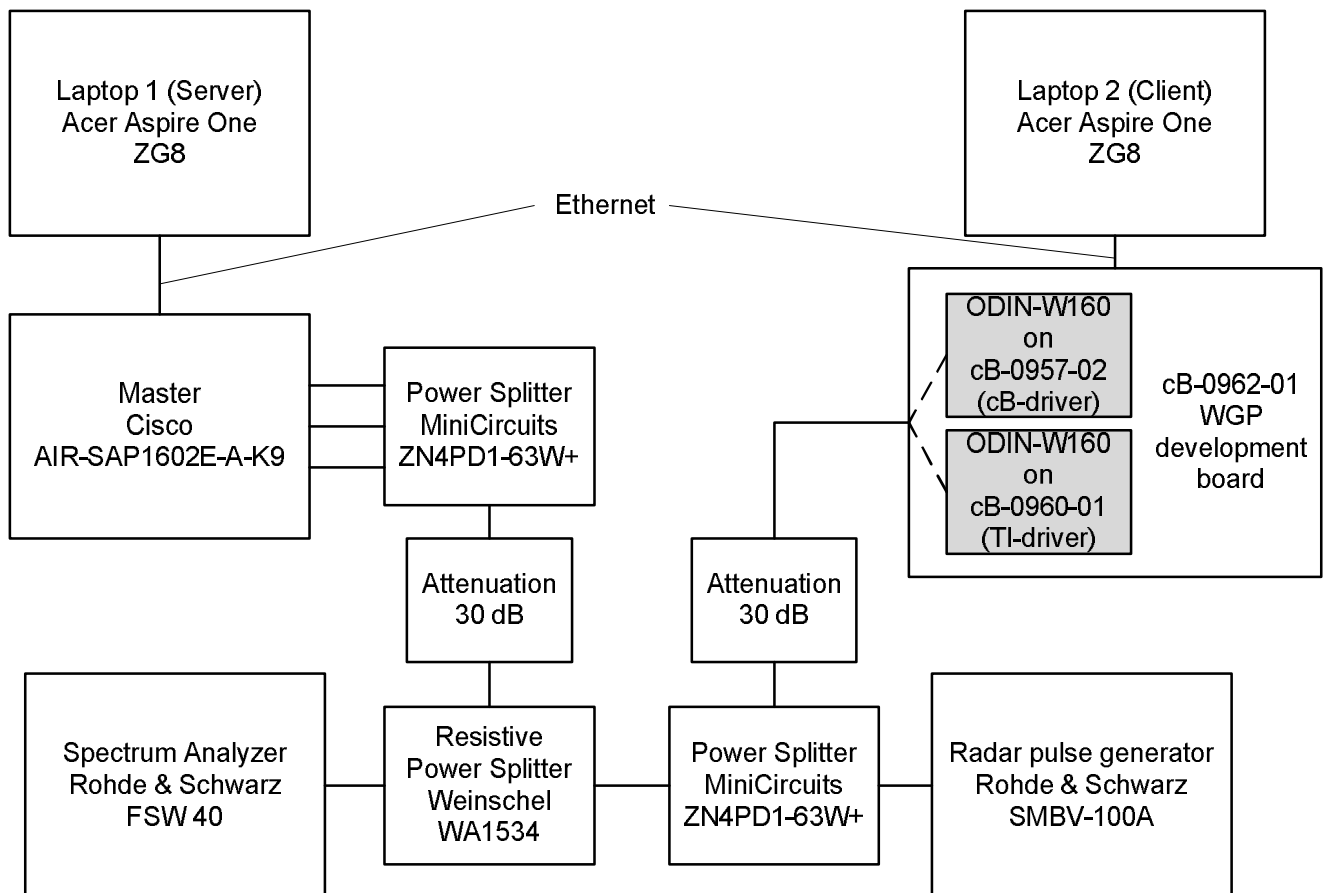 Laptop 1 (Server)
Acer Aspire One
ZG8
Laptop 2 (Client)
Acer Aspire One
ZG8
Ethernet
Master
Cisco
AIR-SAP1602E-A-K9
Power Splitter
MiniCircuits
ZN4PD1-63W+
ODIN-W160
on
cB-0957-02
(cB-driver)
ODIN-W160
on
cB-0960-01
(TI-driver)
cB-0962-01
WGP
development
board
Attenuation
30 dB
Attenuation
30 dB
Spectrum Analyzer
Rohde & Schwarz
FSW 40
Resistive
Power Splitter
Weinschel
WA1534
Power Splitter
MiniCircuits
ZN4PD1-63W+
Radar pulse generator
Rohde & Schwarz
SMBV-100A